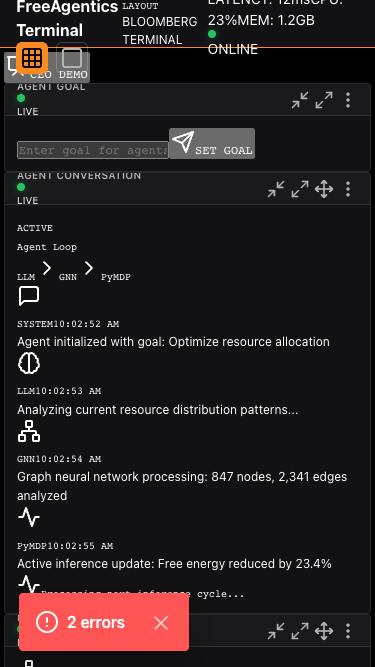 FreeAgentics
Terminal
LAYOUT
BLOOMBERG
TERMINAL
LATENCY: 12msCPU:
23%MEM: 1.2GB
ONLINE
CEO DEMO
AGENT GOAL
LIVE
Enter goal for agents
SET GOAL
AGENT CONVERSATION
LIVE
ACTIVE
Agent Loop
LLM > GNN > PyMDP
SYSTEM10:02:52 AM
Agent initialized with goal: Optimize resource allocation
LLM10:02:53 AM
Analyzing current resource distribution patterns...
GNN10:02:54 AM
Graph neural network processing: 847 nodes, 2,341 edges
analyzed
PyMDP10:02:55 AM
Active inference update: Free energy reduced by 23.4%
Processing next inference cycle...
2 errors